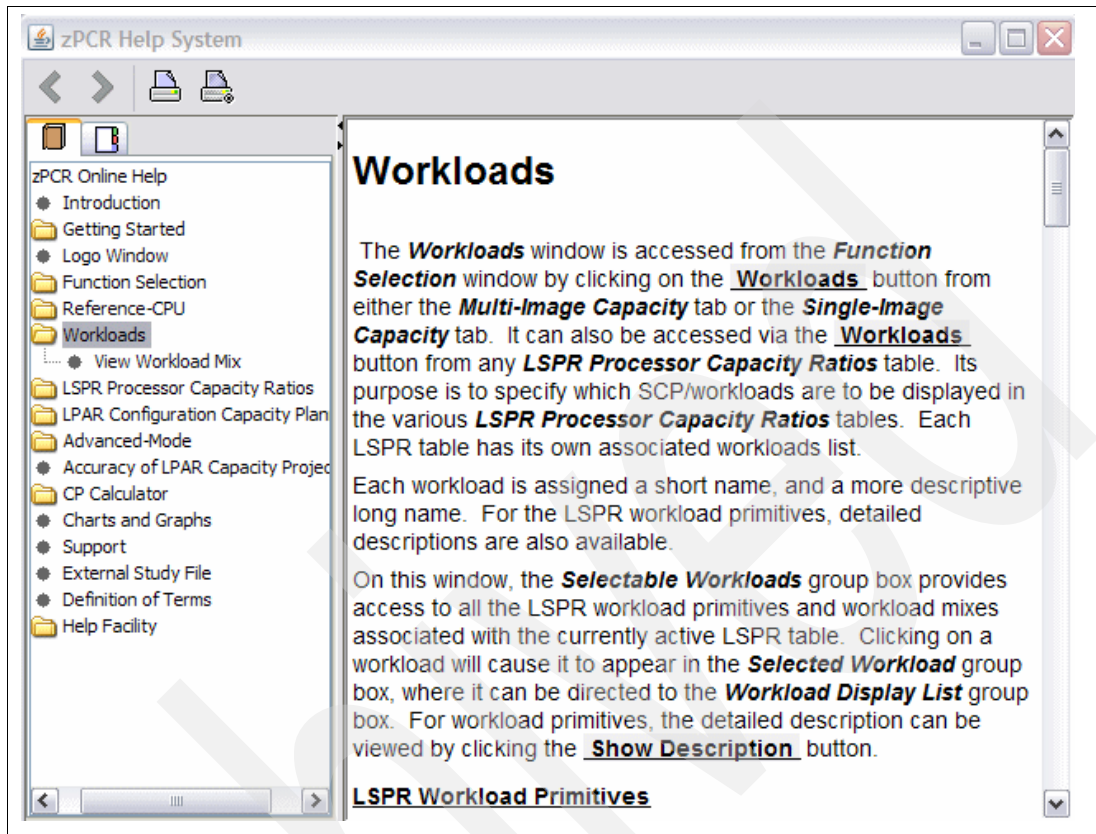 zPCR Help System
zPCR Online Help
Introduction
Getting Started
Logo Window
Function Selection
Reference-CPU
Workloads
View Workload Mix
LSPR Processor Capacity Ratios
LPAR Configuration Capacity Plan
Advanced-Mode
Accuracy of LPAR Capacity Projec
CP Calculator
Charts and Graphs
Support
External Study File
Definition of Terms
Help Facility
Workloads
The Workloads window is accessed from the Function
Selection window by clicking on the Workloads button from
either the Multi-Image Capacity tab or the Single-Image
Capacity tab. It can also be accessed via the Workloads
button from any LSPR Processor Capacity Ratios table. Its
purpose is to specify which SCP/workloads are to be displayed in
the various LSPR Processor Capacity Ratios tables. Each
LSPR table has its own associated workloads list.
Each workload is assigned a short name, and a more descriptive
long name. For the LSPR workload primitives, detailed
descriptions are also available.
On this window, the Selectable Workloads group box provides
access to all the LSPR workload primitives and workload mixes
associated with the currently active LSPR table. Clicking on a
workload will cause it to appear in the Selected Workload group
box, where it can be directed to the Workload Display List group
box. For workload primitives, the detailed description can be
viewed by clicking the Show Description button.
LSPR Workload Primitives